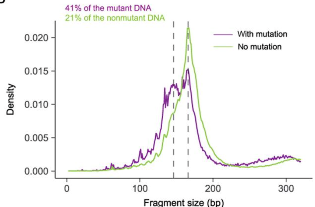 41% of the mutant DNA
21% of the nonmutant DNA
With mutation
No mutation
Density
0.020
0.015
0.010
0.005
0.000
0
100
200
300
Fragment size (bp)